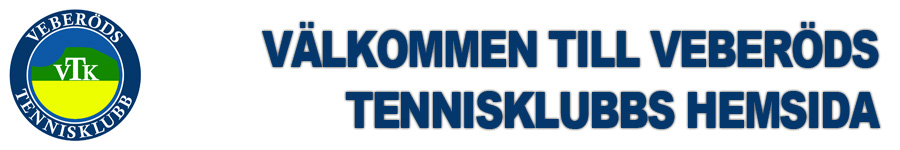 VEBERÖDS
VTK
TENNISKLUBB
VÄLKOMMEN TILL VEBERÖDS
TENNISKLUBBS HEMSIDA